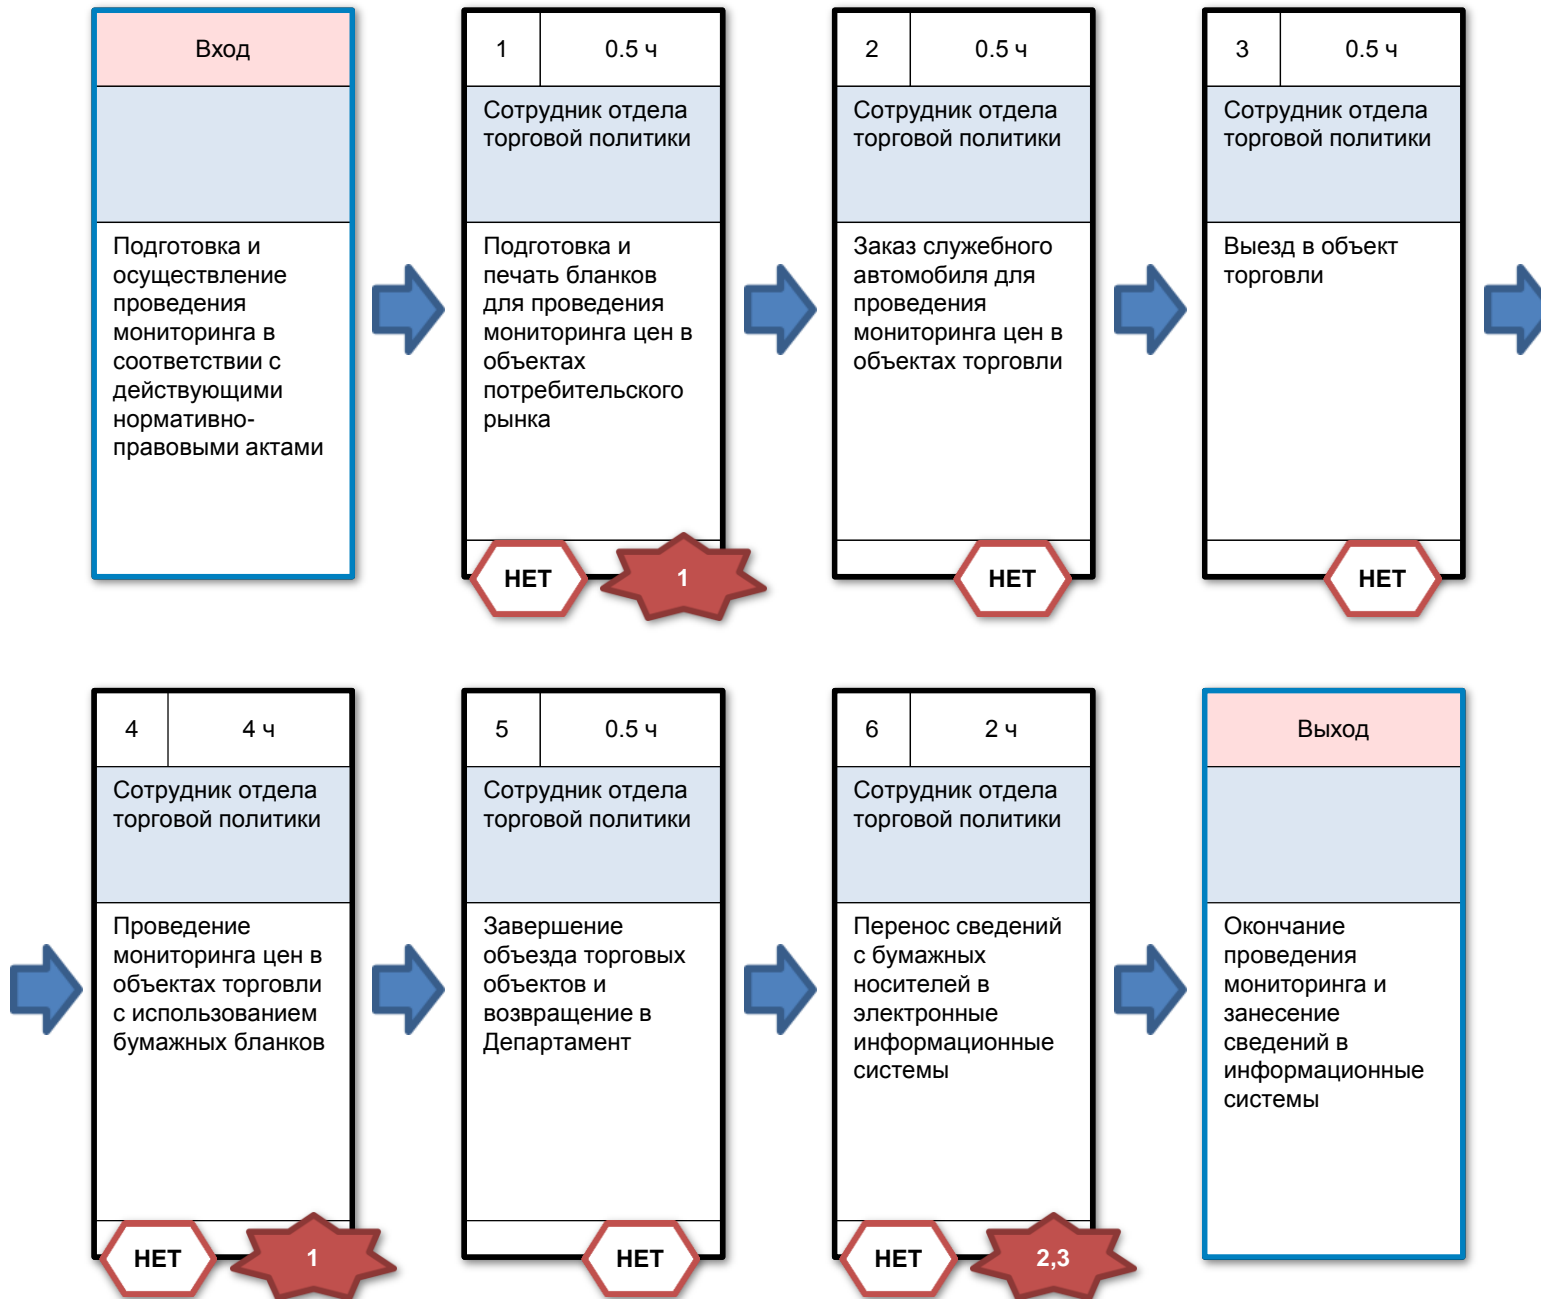 Вход
Подготовка и
осуществление
проведения
мониторинга в
соответствии с
действующими
нормативно-
правовыми актами
1
0.5 ч
Сотрудник отдела
торговой политики
Подготовка и
печать бланков
для проведения
мониторинга цен в
объектах
потребительского
рынка
НЕТ
1
2
0.5 ч
Сотрудник отдела
торговой политики
Заказ служебного
автомобиля для
проведения
мониторинга цен в
объектах торговли
НЕТ
3
0.5 ч
Сотрудник отдела
торговой политики
Выезд в объект
торговли
НЕТ
4
4 ч
Сотрудник отдела
торговой политики
Проведение
мониторинга цен в
объектах торговли
с использованием
бумажных бланков
НЕТ
1
5
0.5 ч
Сотрудник отдела
торговой политики
Завершение
объезда торговых
объектов и
возвращение в
Департамент
НЕТ
6
2 ч
Сотрудник отдела
торговой политики
Перенос сведений
с бумажных
носителей в
электронные
информационные
системы
НЕТ
2,3
Выход
Окончание
проведения
мониторинга и
занесение
сведений в
информационные
системы